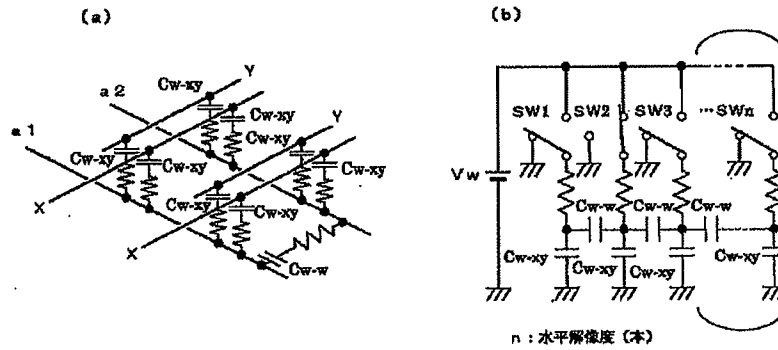 (a)
(b)
Cw-xy
Y
a2
Cw-xy
Cw-xy
Y
a1
Cw-xy
Cw-xy
Cw-xy
Cw-xy
Cw-xy
X
X
Cw-w
SW1 SW2 SW3 …SWn
Vw
Cw-w Cw-w Cw-w
Cw-xy Cw-xy Cw-xy Cw-xy
n:水平解像度(本)